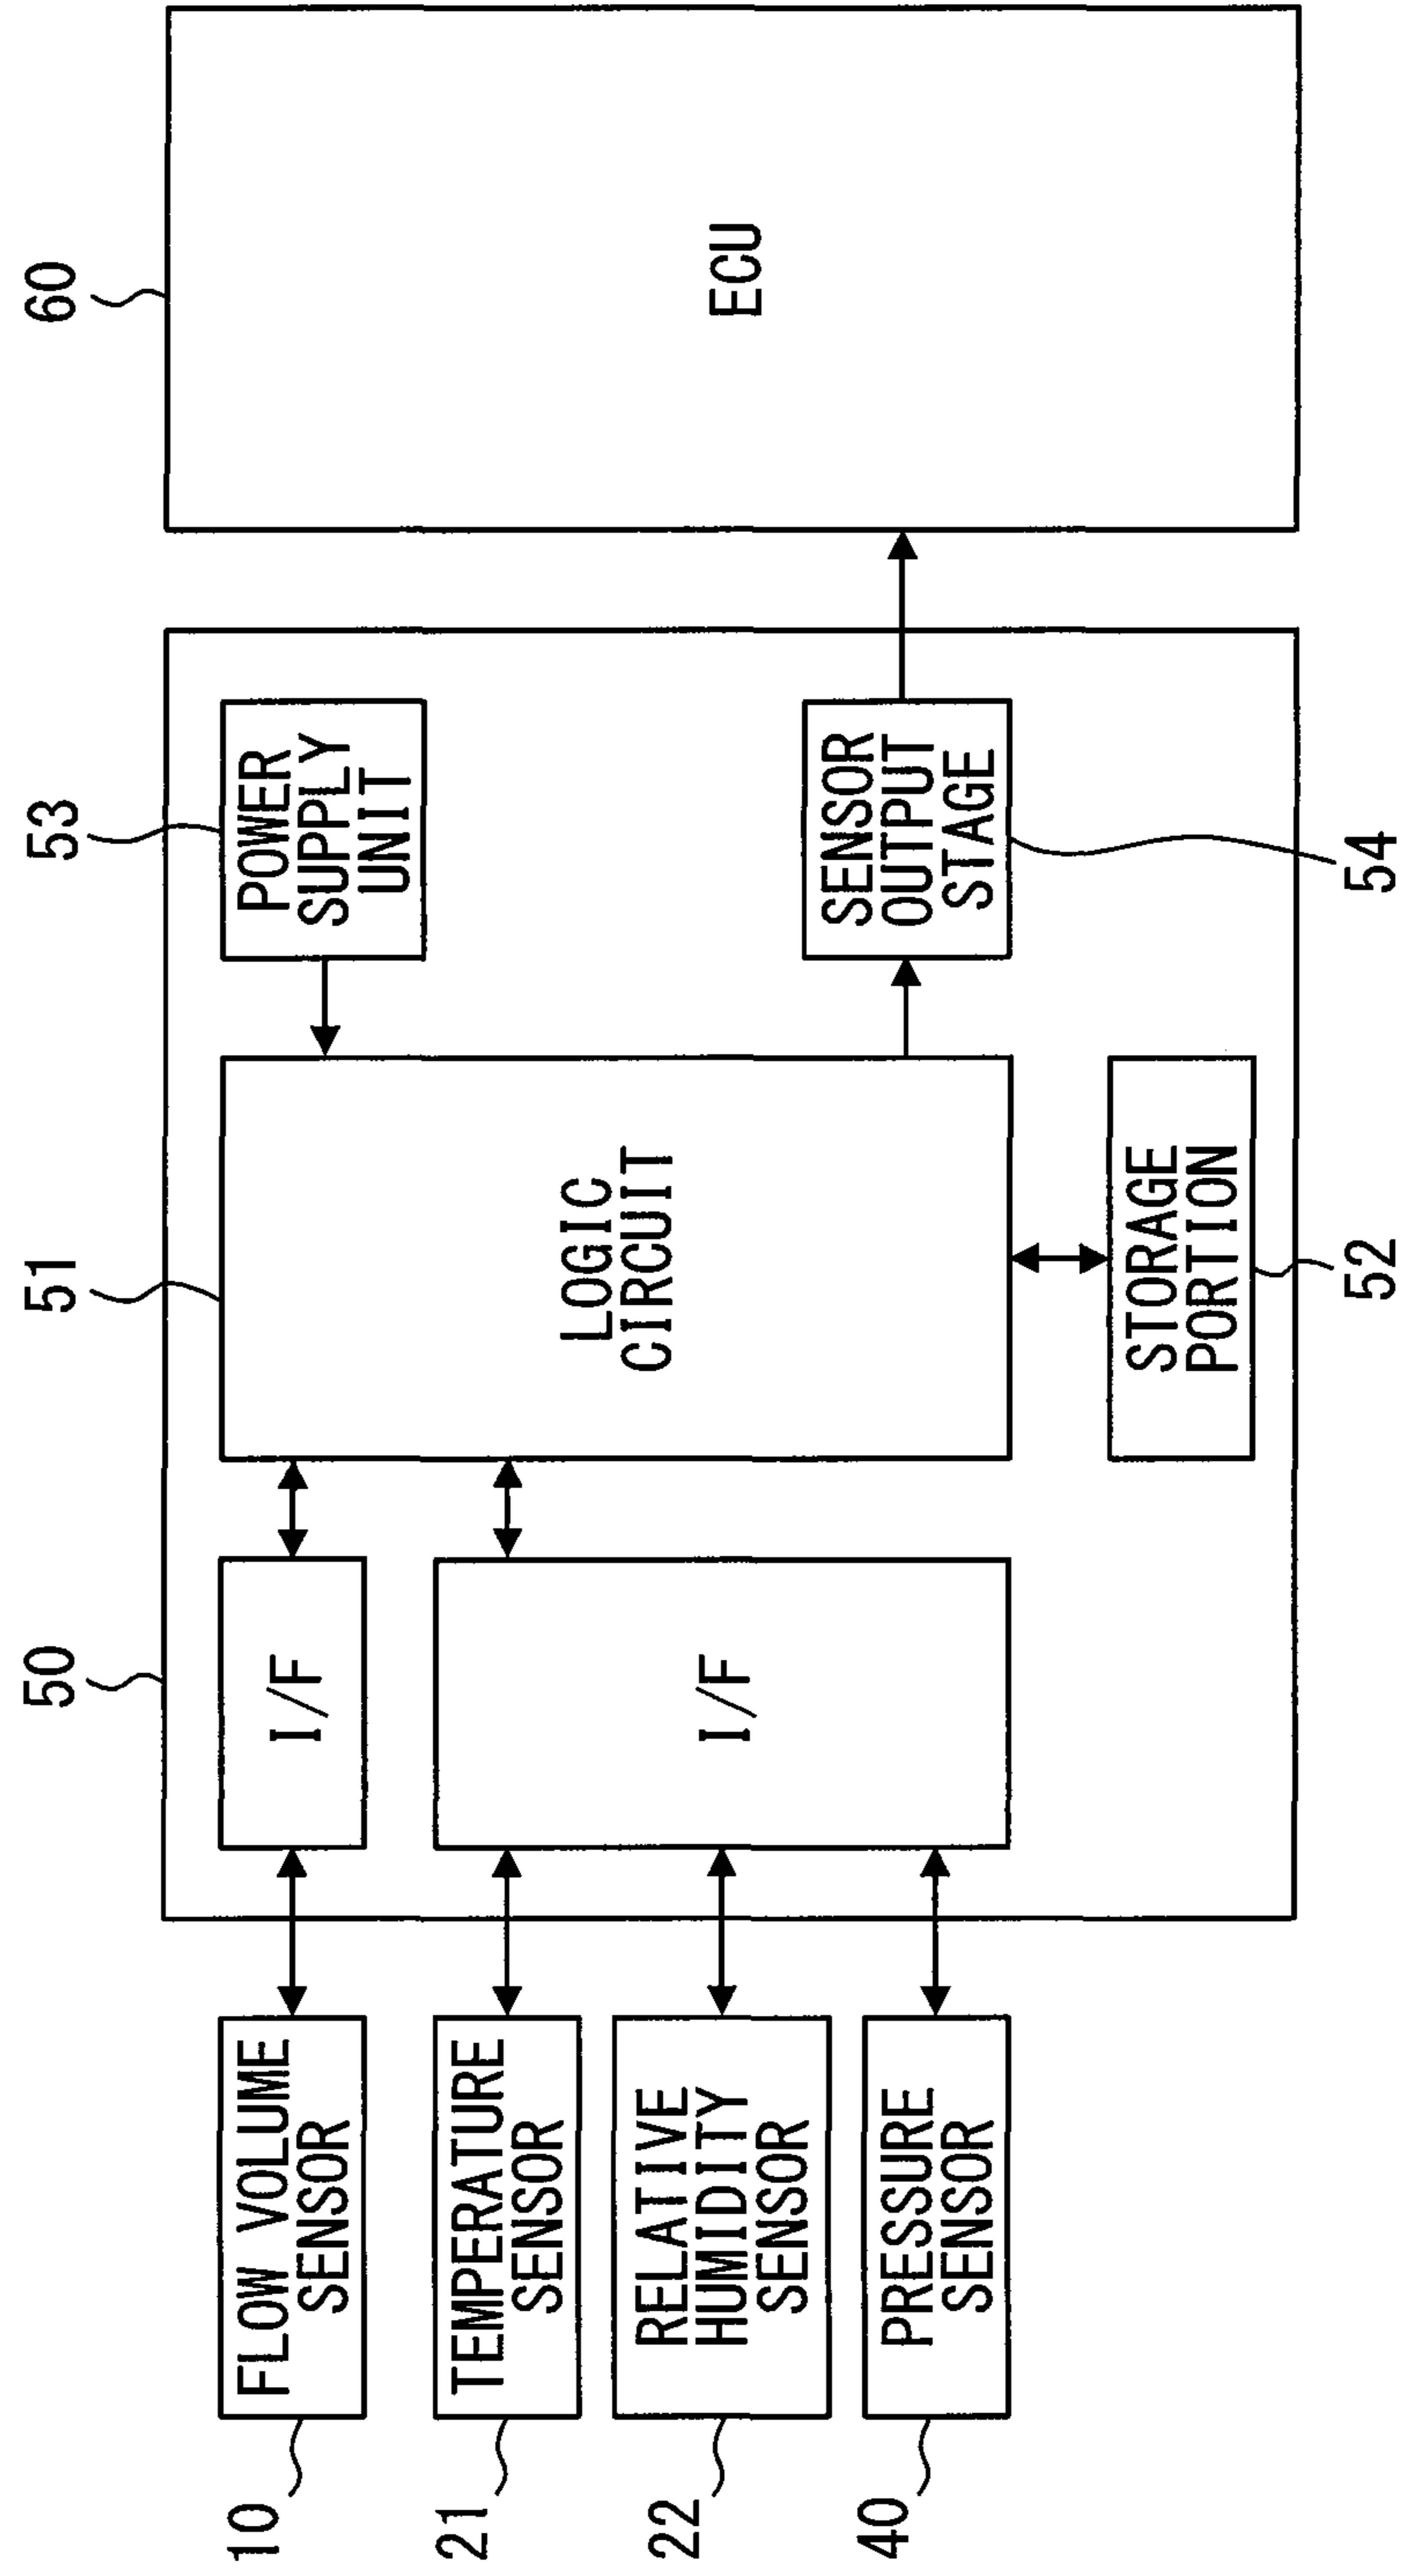 50
51
53
60
10
FLOW VOLUME
SENSOR
I/F
POWER
SUPPLY
UNIT
21
TEMPERATURE
SENSOR
I/F
LOGIC
CIRCUIT
ECU
22
RELATIVE
HUMIDITY
SENSOR
40
PRESSURE
SENSOR
SENSOR
OUTPUT
STAGE
STORAGE
PORTION
52
54